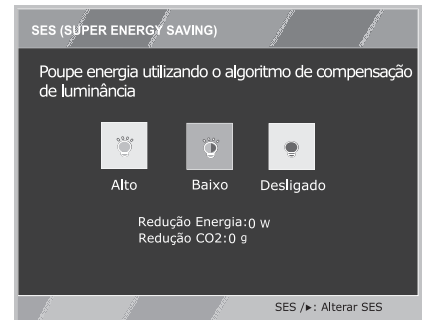 SES (SUPER ENERGY SAVING)
Poupe energia utilizando o algoritmo de compensação
de luminância
Alto Baixo Desligado
Redução Energia:0 W
Redução CO2:0 g
SES /►: Alterar SES